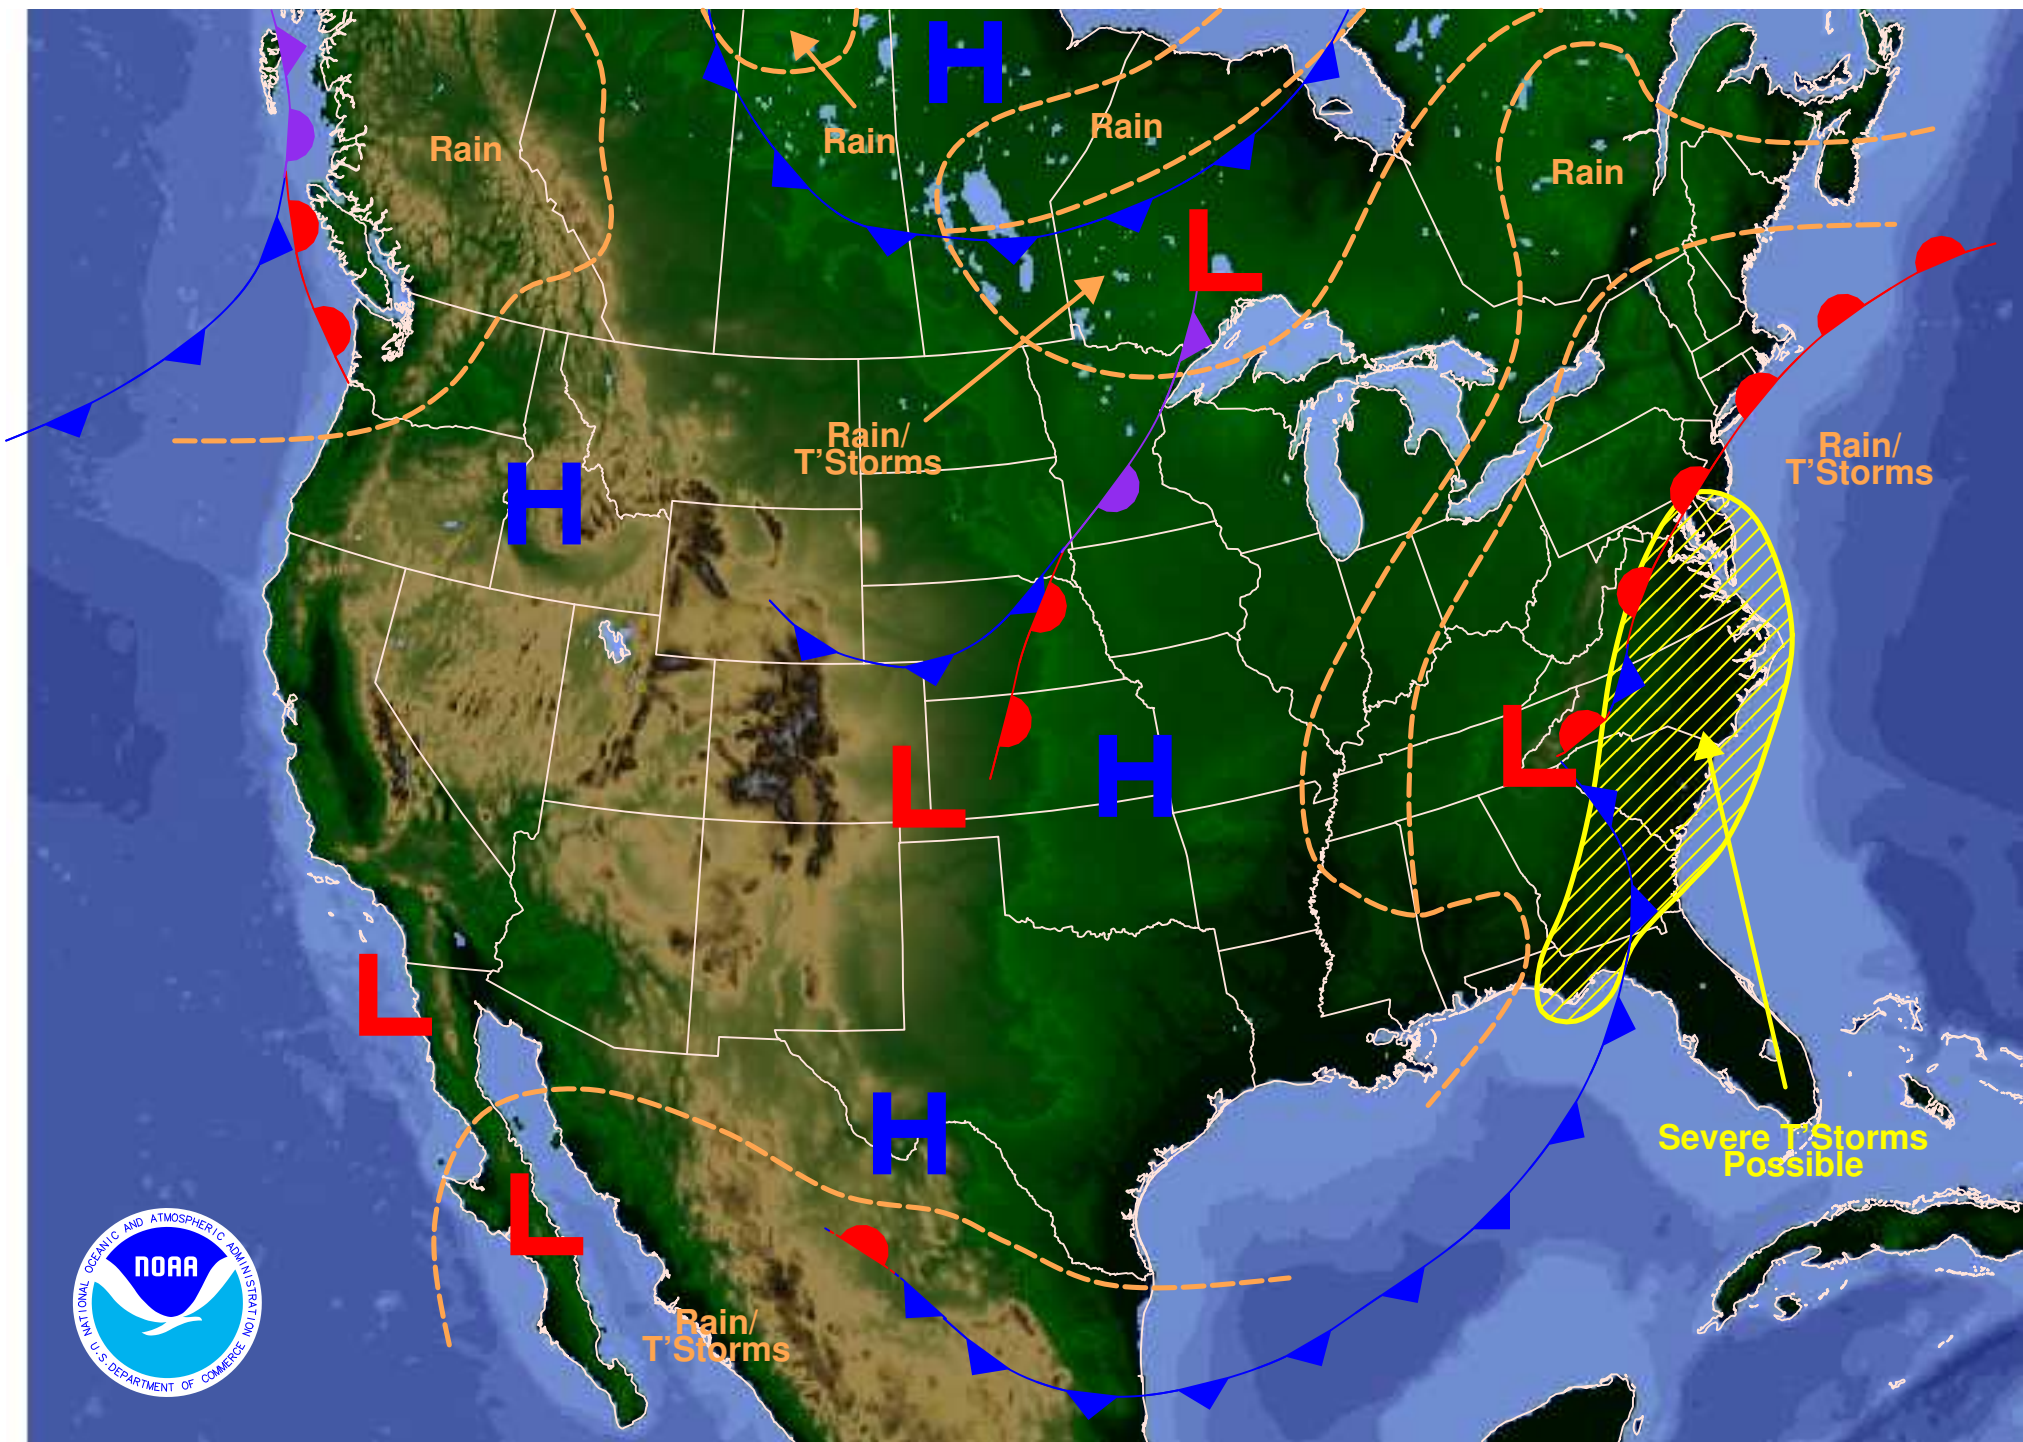 H
Rain
Rain
Rain
Rain
L
Rain/
T'Storms
Rain/
T'Storms
H
L
H
L
L
H
Severe T'Storms
Possible
L
Rain/
T'Storms
NATIONAL OCEANIC AND ATMOSPHERIC ADMINISTRATION
NOAA
U.S. DEPARTMENT OF COMMERCE